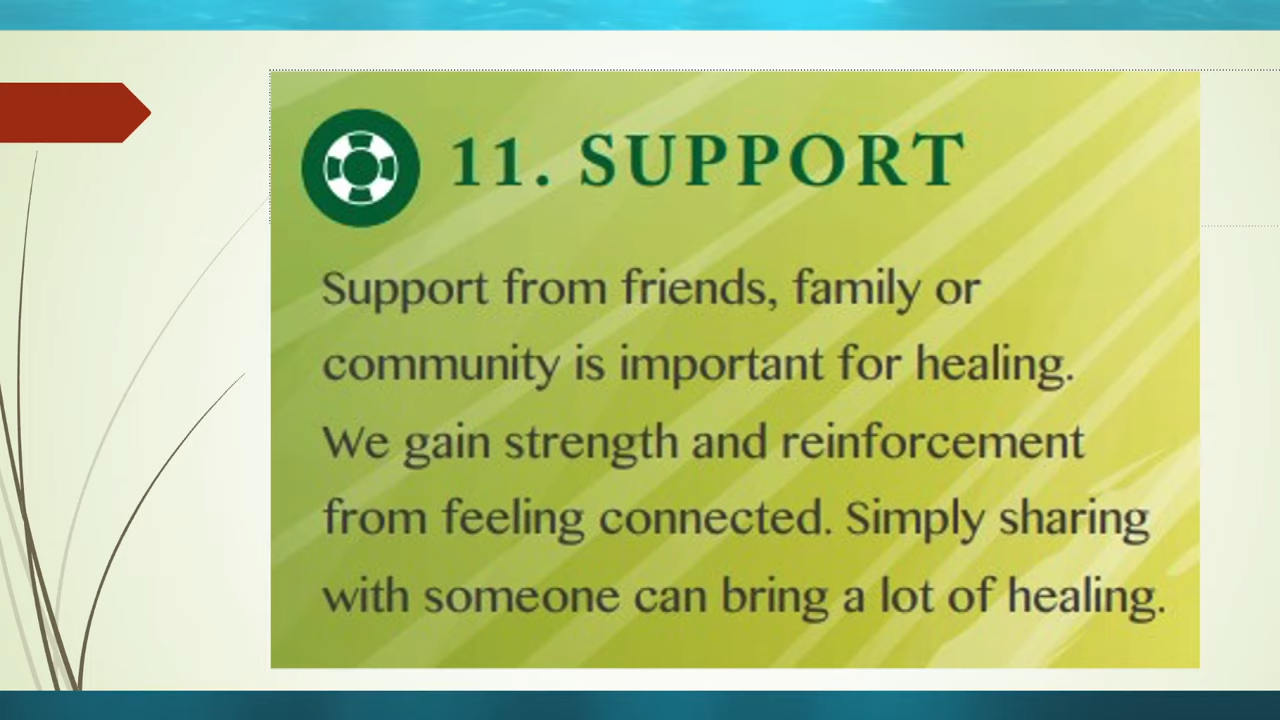 11. SUPPORT
Support from friends, family or
community is important for healing.
We gain strength and reinforcement
from feeling connected. Simply sharing
with someone can bring a lot of healing.